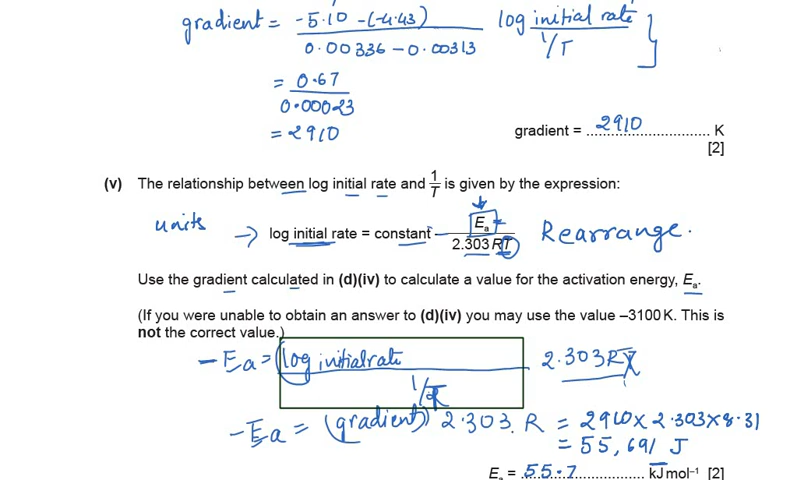 gradient = -5.10 -(-4.43) / 0.00336 - 0.00313 log initial rate / 1/T }
= 0.67 / 0.00023
= 2910
gradient = 2910 K
[2]
(v) The relationship between log initial rate and 1/T is given by the expression:
units → log initial rate = constant - Ea / 2.303 RT Rearrange.
Use the gradient calculated in (d)(iv) to calculate a value for the activation energy, Ea.
(If you were unable to obtain an answer to (d)(iv) you may use the value –3100 K. This is
not the correct value.)
-Ea = (log initial rate / 1/T 2.303RT
-Ea = (gradient) 2.303. R = 2910 x 2.303 x 8.31
= 55,691 J
Ea = 55.7 kJ mol⁻¹ [2]